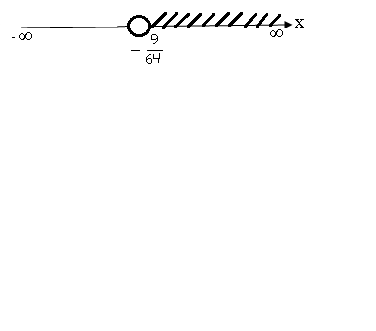 x
-∞ ∞
- 9/64